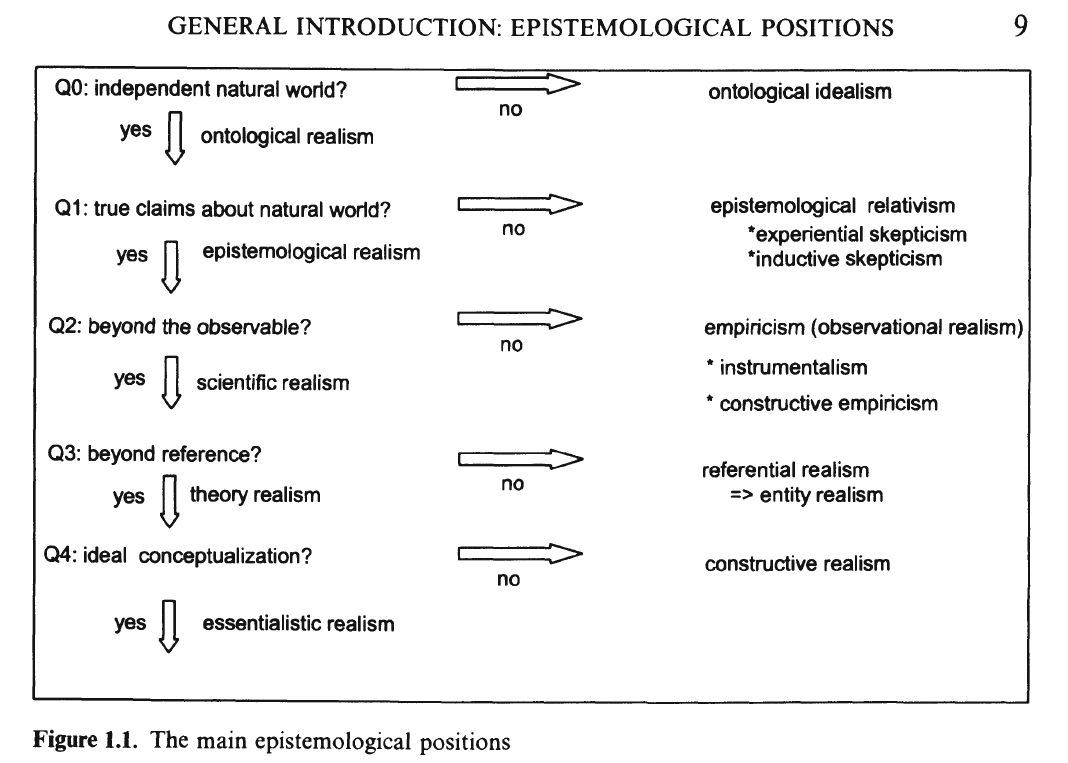 GENERAL INTRODUCTION: EPISTEMOLOGICAL POSITIONS 9
Q0: independent natural world?
no
ontological idealism
yes
ontological realism
Q1: true claims about natural world?
no
epistemological relativism
*experiential skepticism
*inductive skepticism
yes
epistemological realism
Q2: beyond the observable?
no
empiricism (observational realism)
* instrumentalism
* constructive empiricism
yes
scientific realism
Q3: beyond reference?
no
referential realism
=> entity realism
yes
theory realism
Q4: ideal conceptualization?
no
constructive realism
yes
essentialistic realism
Figure 1.1. The main epistemological positions